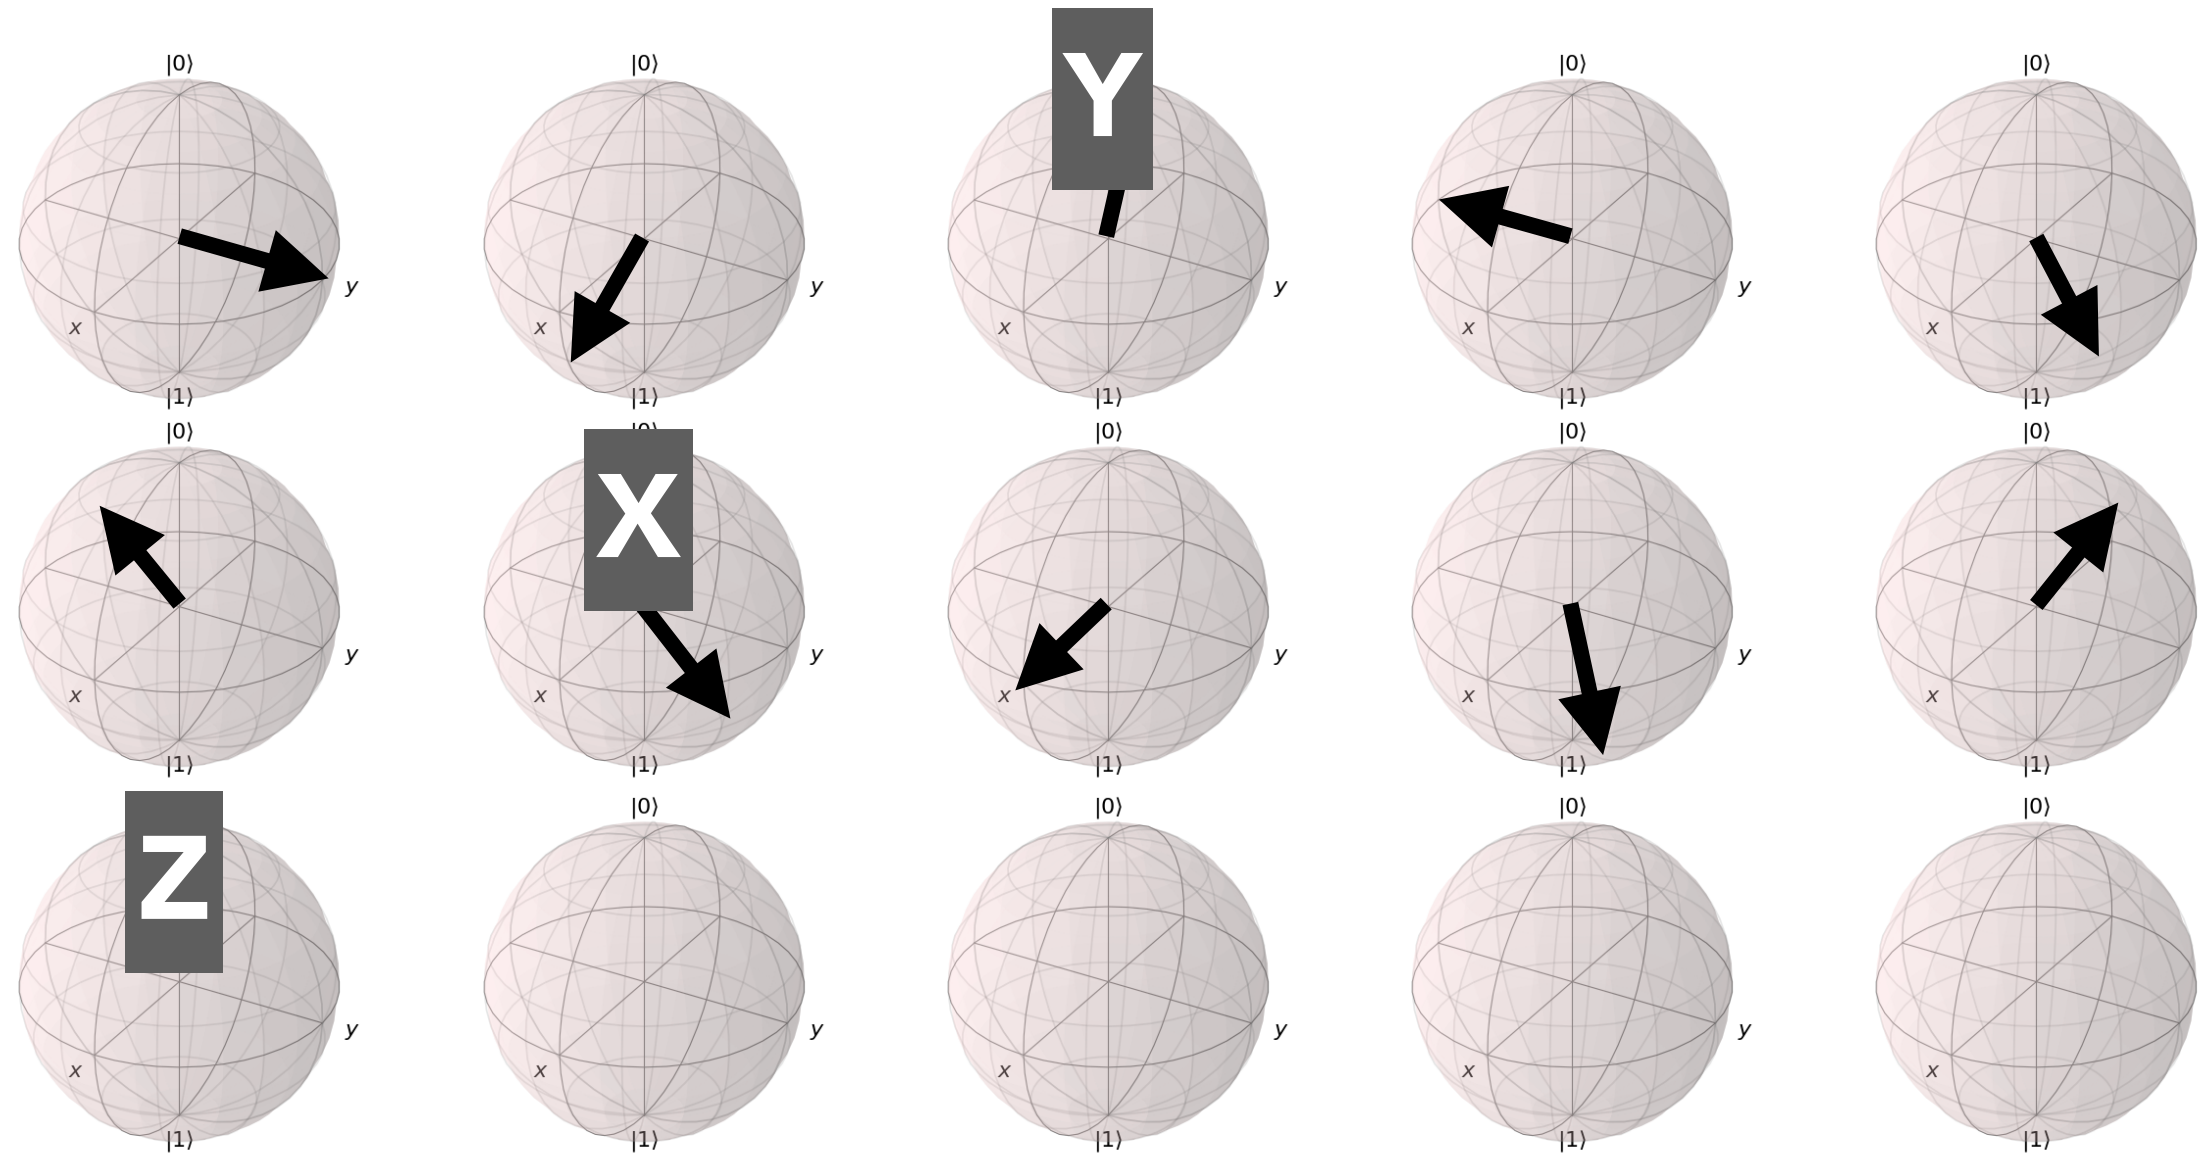 |0⟩ |0⟩ Y |0⟩ |0⟩
y y y y
x x x x x
|1⟩ |1⟩ |1⟩ |1⟩ |1⟩
|0⟩ |0⟩ |0⟩ |0⟩
X
y y y y
x x x x x
|1⟩ |1⟩ |1⟩ |1⟩ |1⟩
|0⟩ |0⟩ |0⟩ |0⟩
Z
y y y y
x x x x x
|1⟩ |1⟩ |1⟩ |1⟩ |1⟩